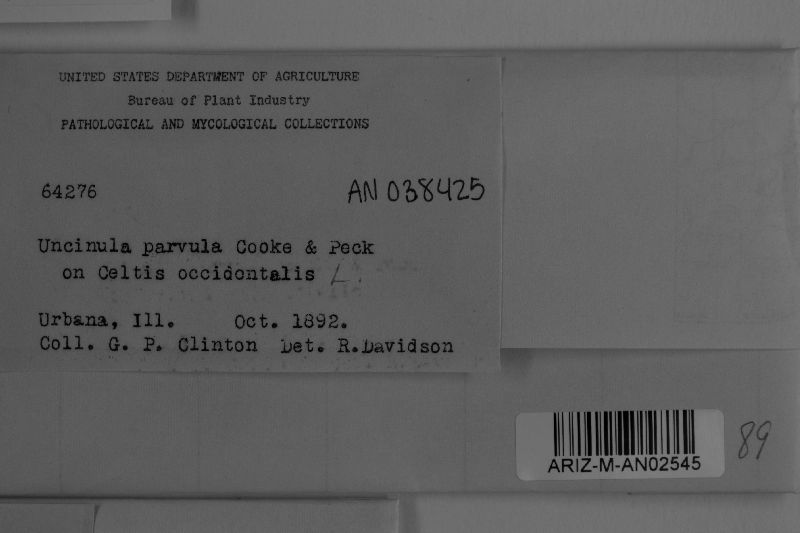 UNITED STATES DEPARTMENT OF AGRICULTURE
Bureau of Plant Industry
PATHOLOGICAL AND MYCOLOGICAL COLLECTIONS
64276 AN 038425
Uncinula parvula Cooke & Peck
on Celtis occidentalis L.
Urbana, Ill. Oct. 1892.
Coll. G. P. Clinton Det. R.Davidson
ARIZ-M-AN02545
89